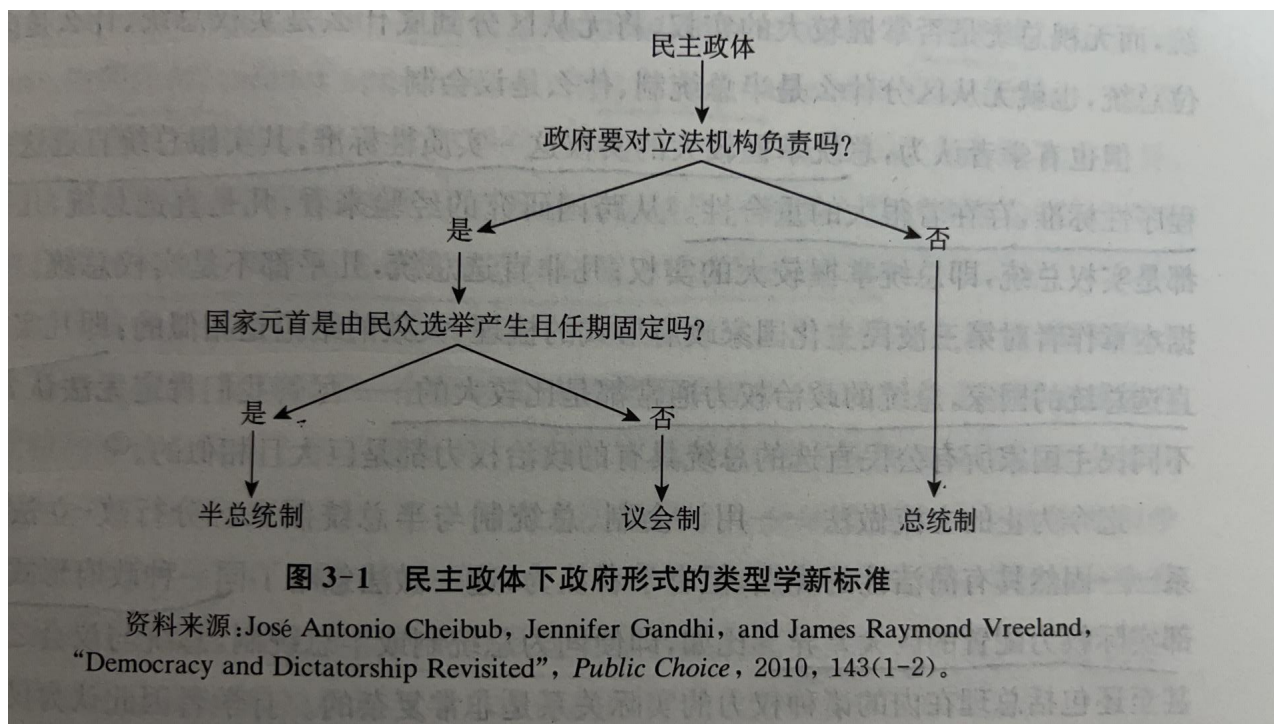 民主政体
政府要对立法机构负责吗?
是
否
国家元首是由民众选举产生且任期固定吗?
是
否
半总统制
议会制
总统制
图 3-1 民主政体下政府形式的类型学新标准
资料来源:José Antonio Cheibub, Jennifer Gandhi, and James Raymond Vreeland,
“Democracy and Dictatorship Revisited”, Public Choice, 2010, 143(1-2)。